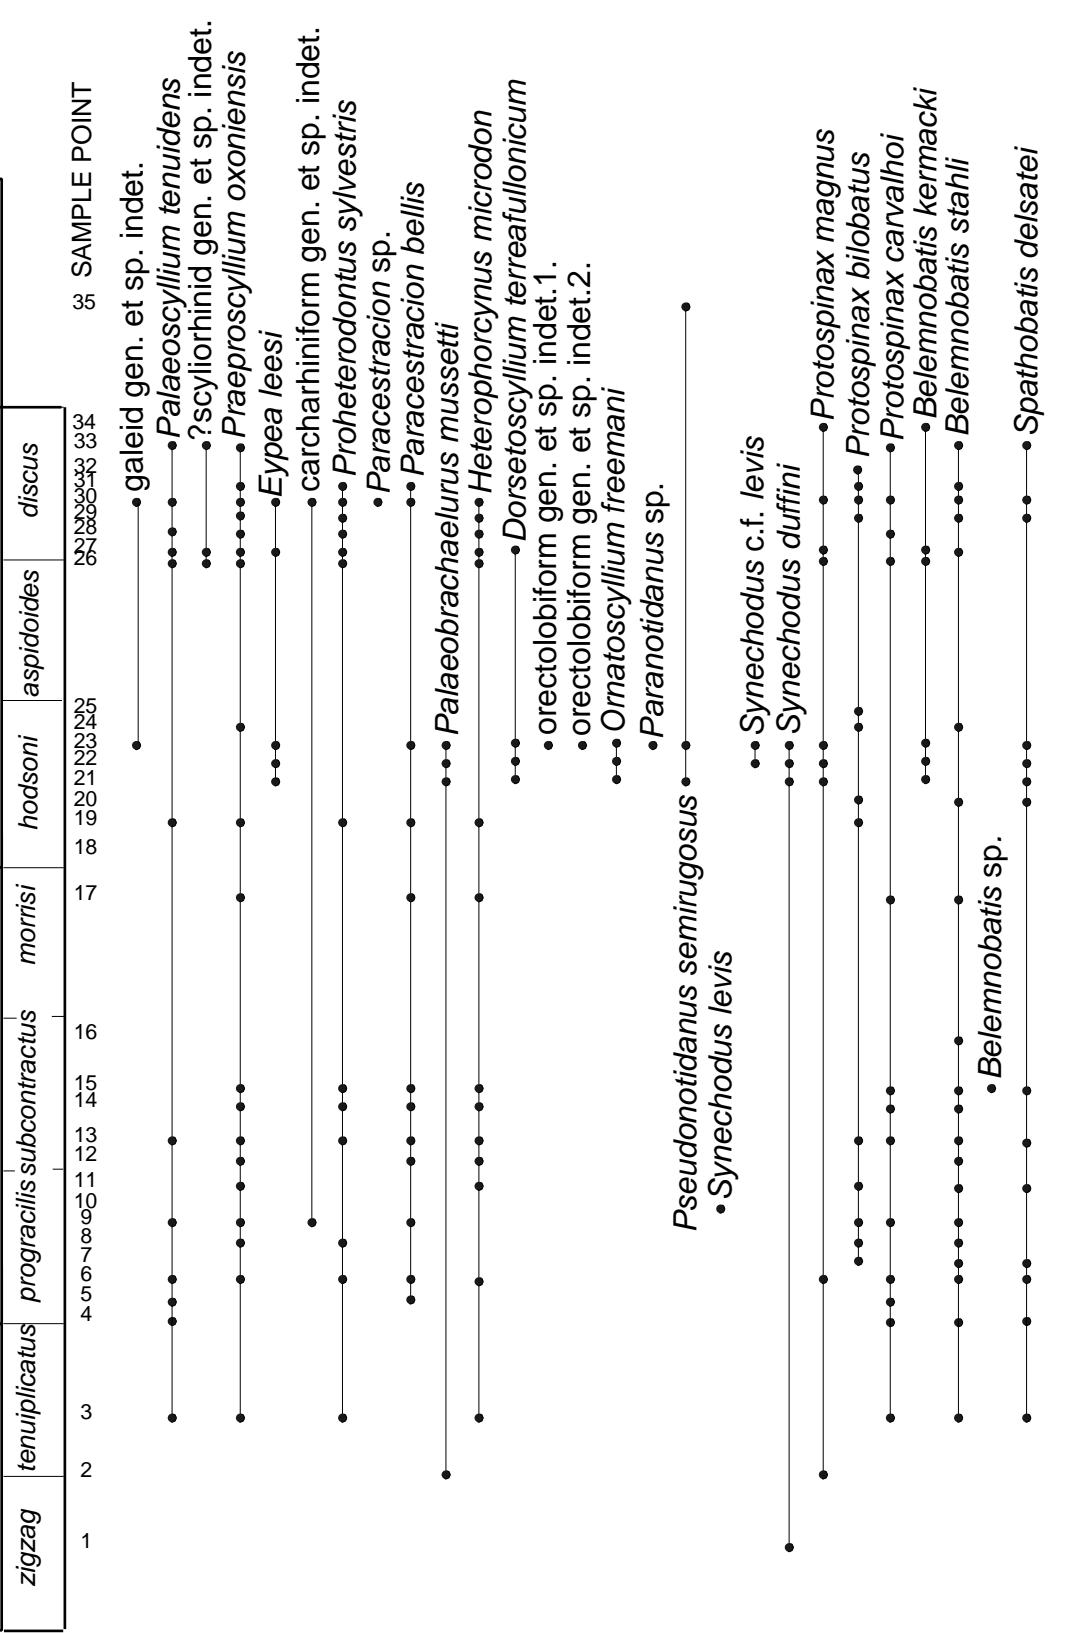 SAMPLE POINT
galeid gen. et sp. indet.
Palaeoscyllium tenuidens
?scyliorhinid gen. et sp. indet.
Praeproscyllium oxoniensis
Eypea leesi
carcharhiniform gen. et sp. indet.
Proheterodontus sylvestris
Paracestracion sp.
Paracestracion bellis
Palaeobrachaelurus mussetti
Heterophorcynus microdon
Dorsetoscyllium terreafullonicum
orectolobiform gen. et sp. indet.1.
orectolobiform gen. et sp. indet.2.
Ornatoscyllium freemani
Paranotidanus sp.
Pseudonotidanus semirugosus
Synechodus levis
Synechodus c.f. levis
Synechodus duffini
Protospinax magnus
Protospinax bilobatus
Protospinax carvalhoi
Belemnobatis kermacki
Belemnobatis stahli
Belemnobatis sp.
Spathobatis delsatei
discus
aspidoides
hodsoni
morrisi
subcontractus
progracilis
tenuiplicatus
zigzag
35
34
33
32
31
30
29
28
27
26
25
24
23
22
21
20
19
18
17
16
15
14
13
12
11
10
9
8
7
6
5
4
3
2
1